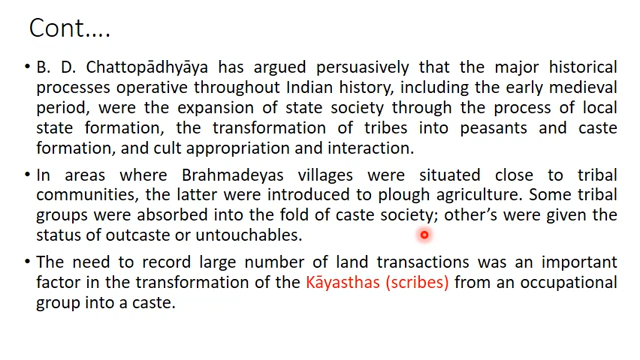 Cont….
• B. D. Chattopādhyāya has argued persuasively that the major historical
processes operative throughout Indian history, including the early medieval
period, were the expansion of state society through the process of local
state formation, the transformation of tribes into peasants and caste
formation, and cult appropriation and interaction.
• In areas where Brahmadeyas villages were situated close to tribal
communities, the latter were introduced to plough agriculture. Some tribal
groups were absorbed into the fold of caste society; other's were given the
status of outcaste or untouchables.
• The need to record large number of land transactions was an important
factor in the transformation of the Kāyasthas (scribes) from an occupational
group into a caste.